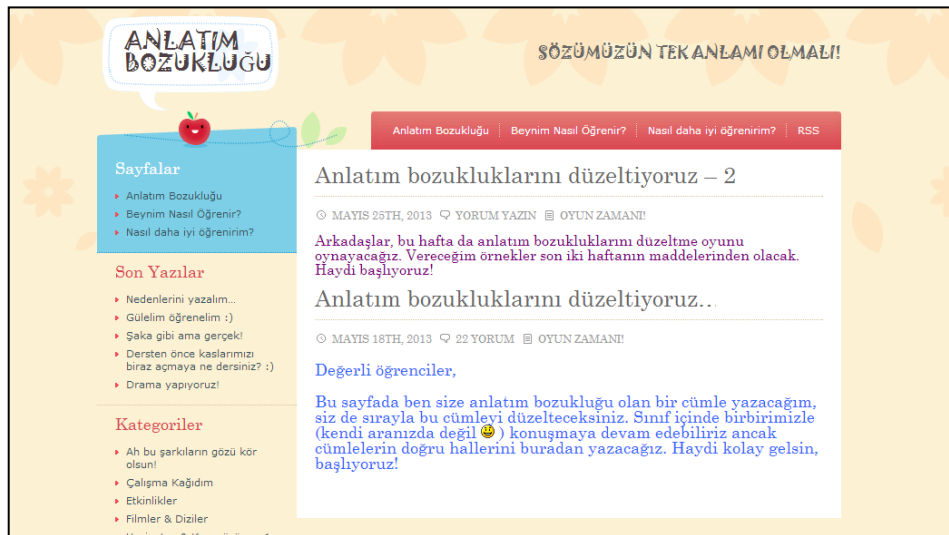 ANLATIM
BOZUKLUĞU
SÖZÜMÜZÜN TEK ANLAMI OLMALI!
Anlatım Bozukluğu
Beynim Nasıl Öğrenir?
Nasıl daha iyi öğrenirim?
RSS
Sayfalar
Anlatım Bozukluğu
Beynim Nasıl Öğrenir?
Nasıl daha iyi öğrenirim?
Son Yazılar
Nedenlerini yazalım…
Gülelim öğrenelim :)
Şaka gibi ama gerçek!
Dersten önce kaslarımızı
biraz açmaya ne dersiniz? :)
Drama yapıyoruz!
Kategoriler
Ah bu şarkıların gözü kör
olsun!
Çalışma Kağıdım
Etkinlikler
Filmler & Diziler
Anlatım bozukluklarını düzeltiyoruz – 2
MAYIS 25TH, 2013 YORUM YAZIN OYUN ZAMANI!
Arkadaşlar, bu hafta da anlatım bozukluklarını düzeltme oyunu
oynayacağız. Vereceğim örnekler son iki haftanın maddelerinden olacak.
Haydi başlıyoruz!
Anlatım bozukluklarını düzeltiyoruz…
MAYIS 18TH, 2013 22 YORUM OYUN ZAMANI!
Değerli öğrenciler,
Bu sayfada ben size anlatım bozukluğu olan bir cümle yazacağım,
siz de sırayla bu cümleyi düzelteceksiniz. Sınıf içinde birbirimizle
(kendi aranızda değil ) konuşmaya devam edebiliriz ancak
cümlelerin doğru hallerini buradan yazacağız. Haydi kolay gelsin,
başlıyoruz!